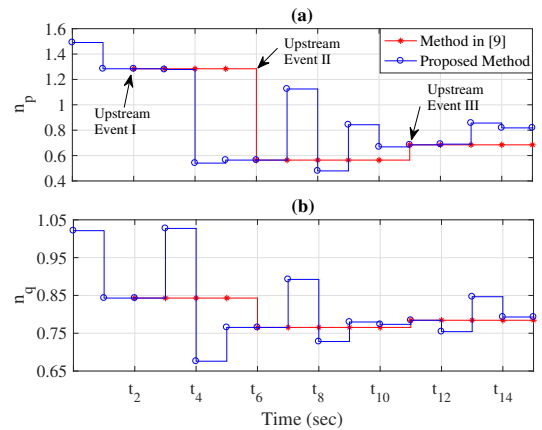 (a)
1.6
1.4
1.2
1
0.8
0.6
0.4
n_p
Upstream
Event I
Upstream
Event II
Upstream
Event III
Method in [9]
Proposed Method
(b)
1.05
0.95
0.85
0.75
0.65
n_q
t_2
t_4
t_6
t_8
t_10
t_12
t_14
Time (sec)